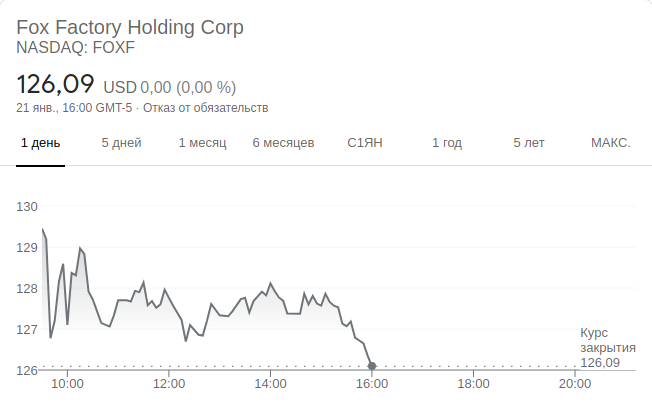 Fox Factory Holding Corp
NASDAQ: FOXF
126,09 USD 0,00 (0,00 %)
21 янв., 16:00 GMT-5 · Отказ от обязательств
1 день 5 дней 1 месяц 6 месяцев С1ЯН 1 год 5 лет МАКС.
130
129
128
127
126
Курс
закрытия
126,09
10:00 12:00 14:00 16:00 18:00 20:00